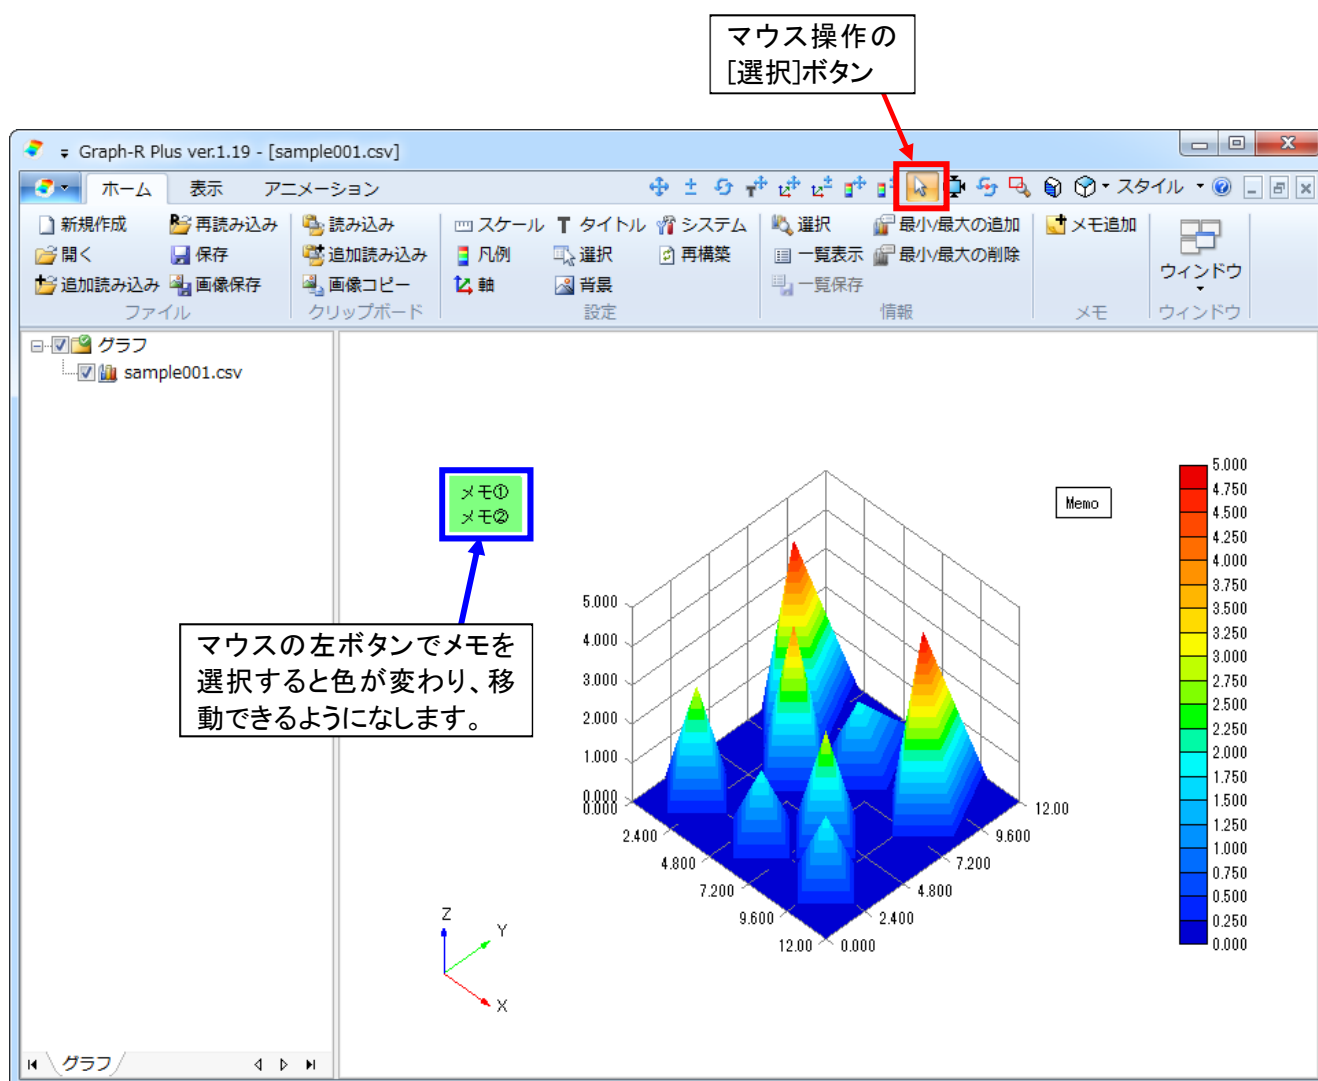 マウス操作の
[選択]ボタン
Graph-R Plus ver.1.19 - [sample001.csv]
ホーム 表示 アニメーション スタイル
新規作成 再読み込み 読み込み スケール タイトル システム 選択 最小/最大の追加 メモ追加
開く 保存 追加読み込み 凡例 選択 再構築 一覧表示 最小/最大の削除
追加読み込み 画像保存 画像コピー 軸 背景 一覧保存 ウィンドウ
ファイル クリップボード 設定 情報 メモ ウィンドウ
グラフ
sample001.csv
メモ①
メモ②
Memo
マウスの左ボタンでメモを
選択すると色が変わり、移
動できるようになします。
5.000
4.000
3.000
2.000
1.000
0.000
0.000
2.400
4.800
7.200
9.600
12.00
0.000
2.400
4.800
7.200
9.600
12.00
5.000
4.750
4.500
4.250
4.000
3.750
3.500
3.250
3.000
2.750
2.500
2.250
2.000
1.750
1.500
1.250
1.000
0.750
0.500
0.250
0.000
Z
Y
X
グラフ